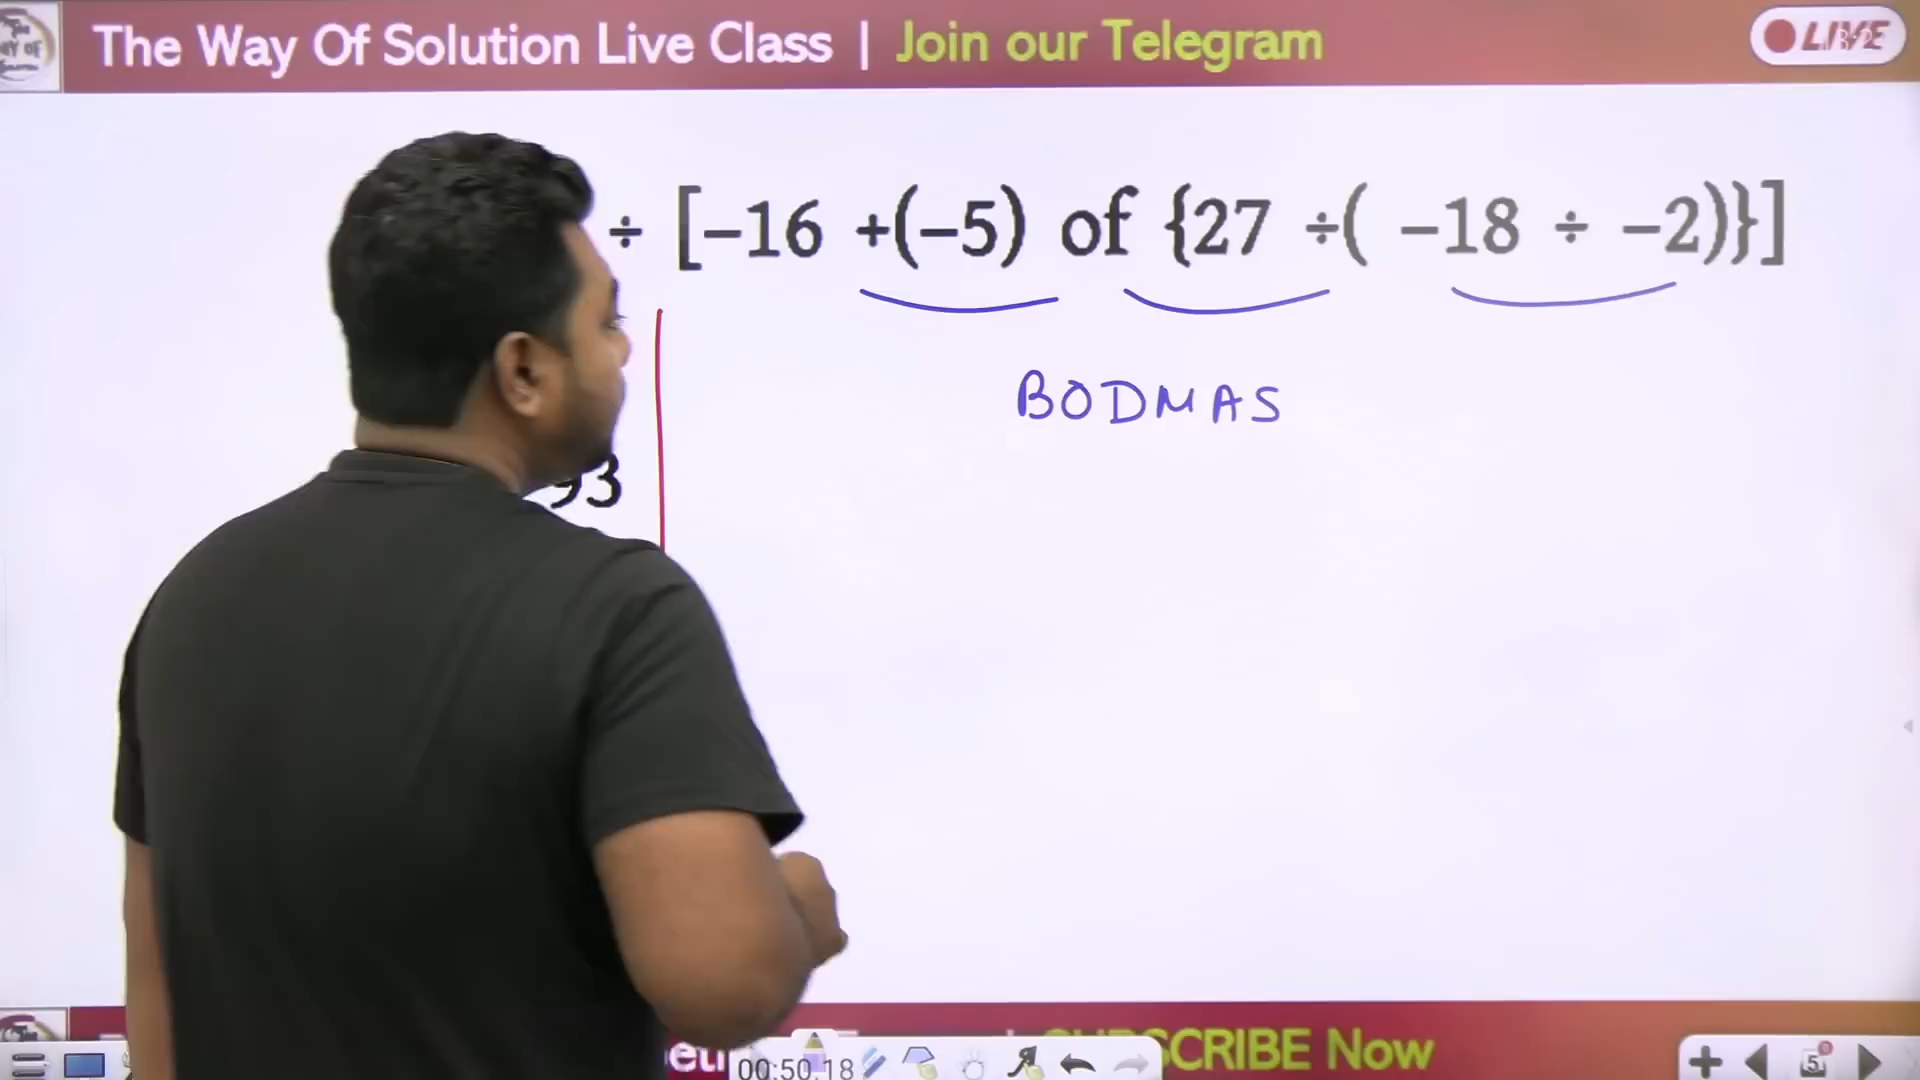 The Way Of Solution Live Class | Join our Telegram
LIVE
÷ [−16 +(−5) of {27 ÷( −18 ÷ −2)}]
BODMAS
93
SCRIBE Now
00:50:18
5